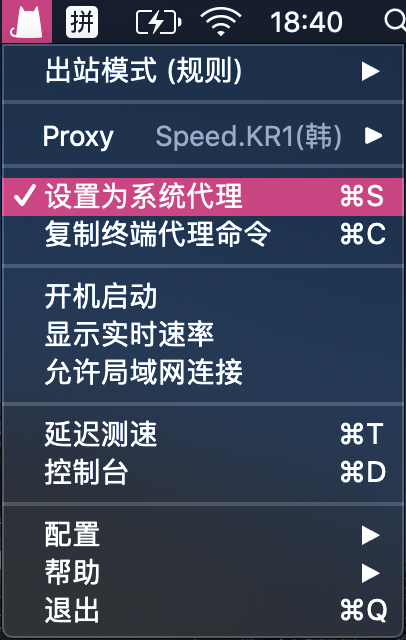 拼 18:40
出站模式 (规则)
Proxy Speed.KR1(韩)
设置为系统代理 ⌘S
复制终端代理命令 ⌘C
开机启动
显示实时速率
允许局域网连接
延迟测速 ⌘T
控制台 ⌘D
配置
帮助
退出 ⌘Q